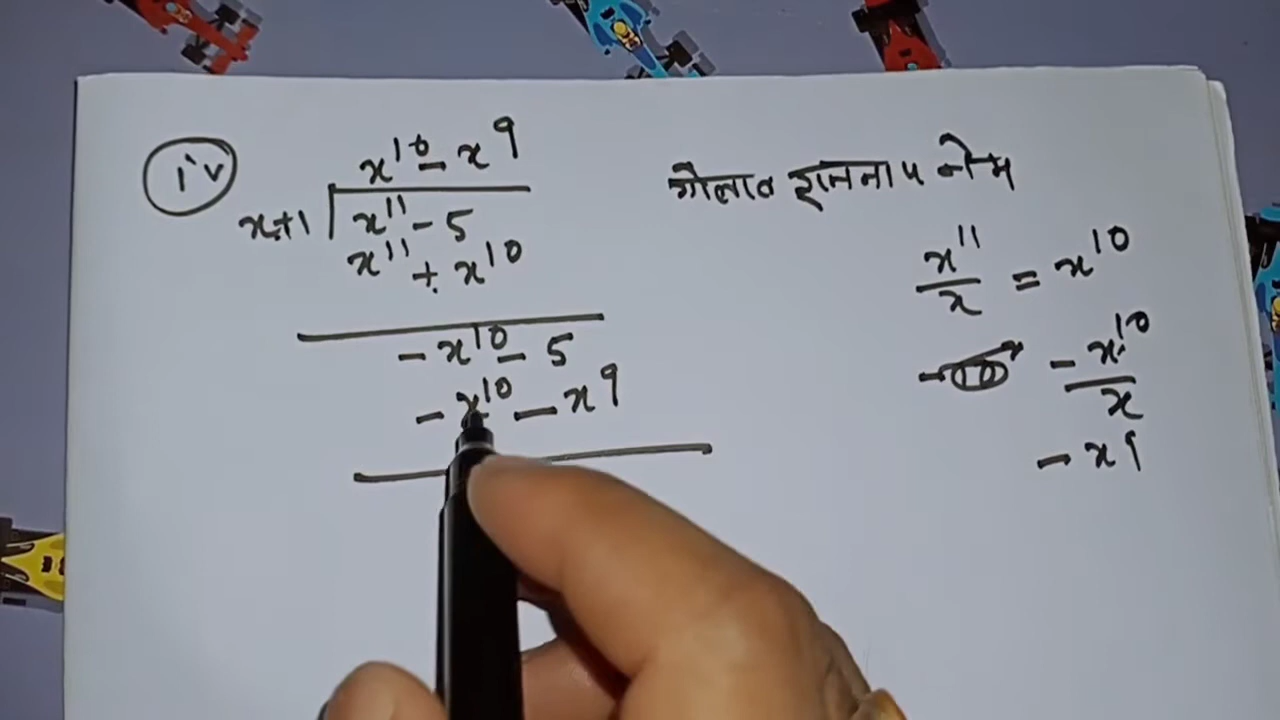 iv
x¹⁰ - x⁹
x+1 x¹¹ - 5
x¹¹ + x¹⁰
- x¹⁰ - 5
- x¹⁰ - x⁹
x¹¹/x = x¹⁰
- x¹⁰/x
- x⁹